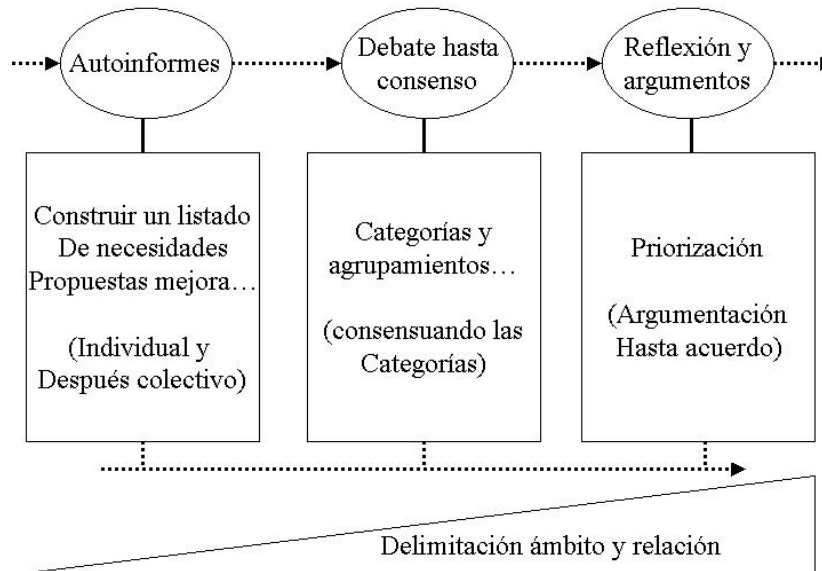 Autoinformes
Debate hasta
consenso
Reflexión y
argumentos
Construir un listado
De necesidades
Propuestas mejora…
(Individual y
Después colectivo)
Categorías y
agrupamientos…
(consensuando las
Categorías)
Priorización
(Argumentación
Hasta acuerdo)
Delimitación ámbito y relación